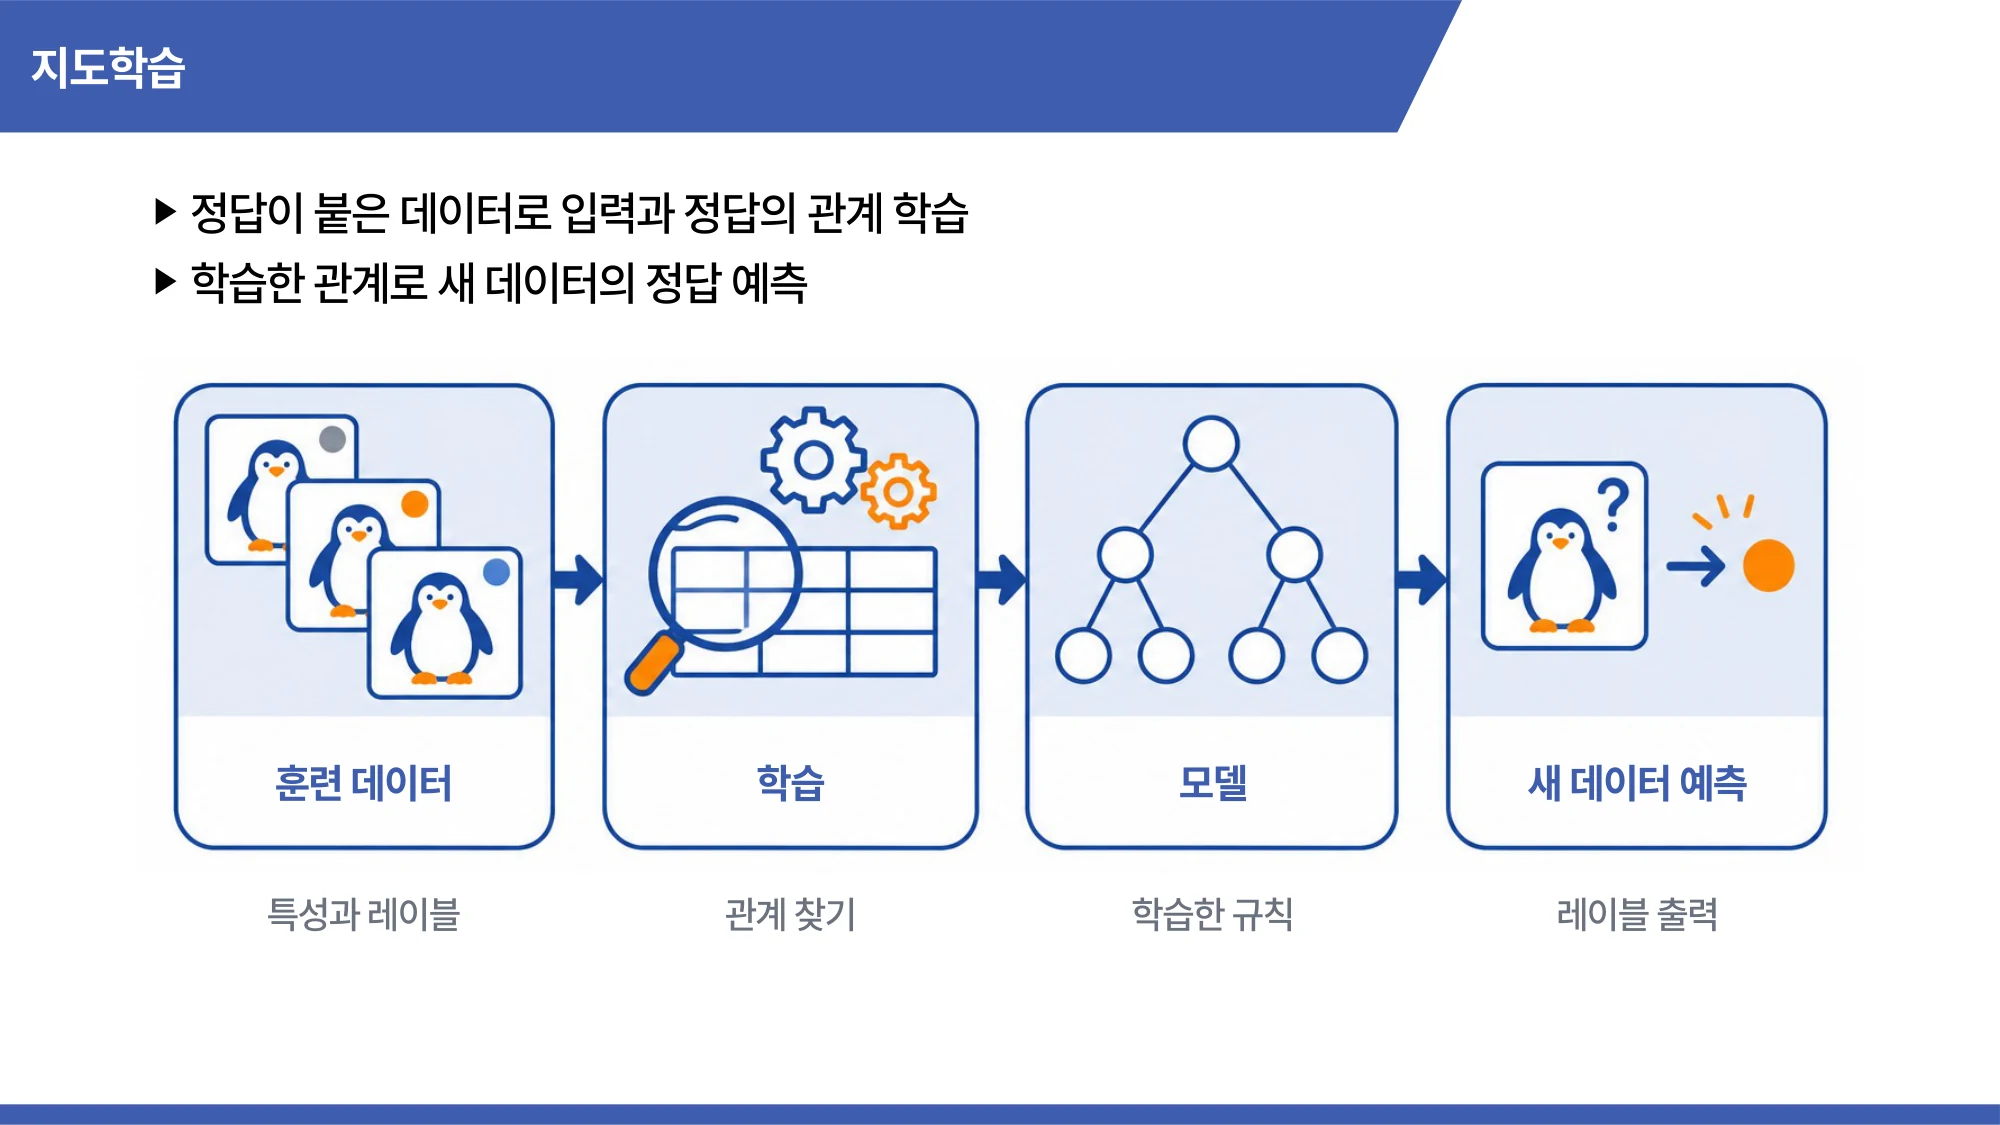 지도학습
▶ 정답이 붙은 데이터로 입력과 정답의 관계 학습
▶ 학습한 관계로 새 데이터의 정답 예측
?
훈련 데이터
학습
모델
새 데이터 예측
특성과 레이블
관계 찾기
학습한 규칙
레이블 출력